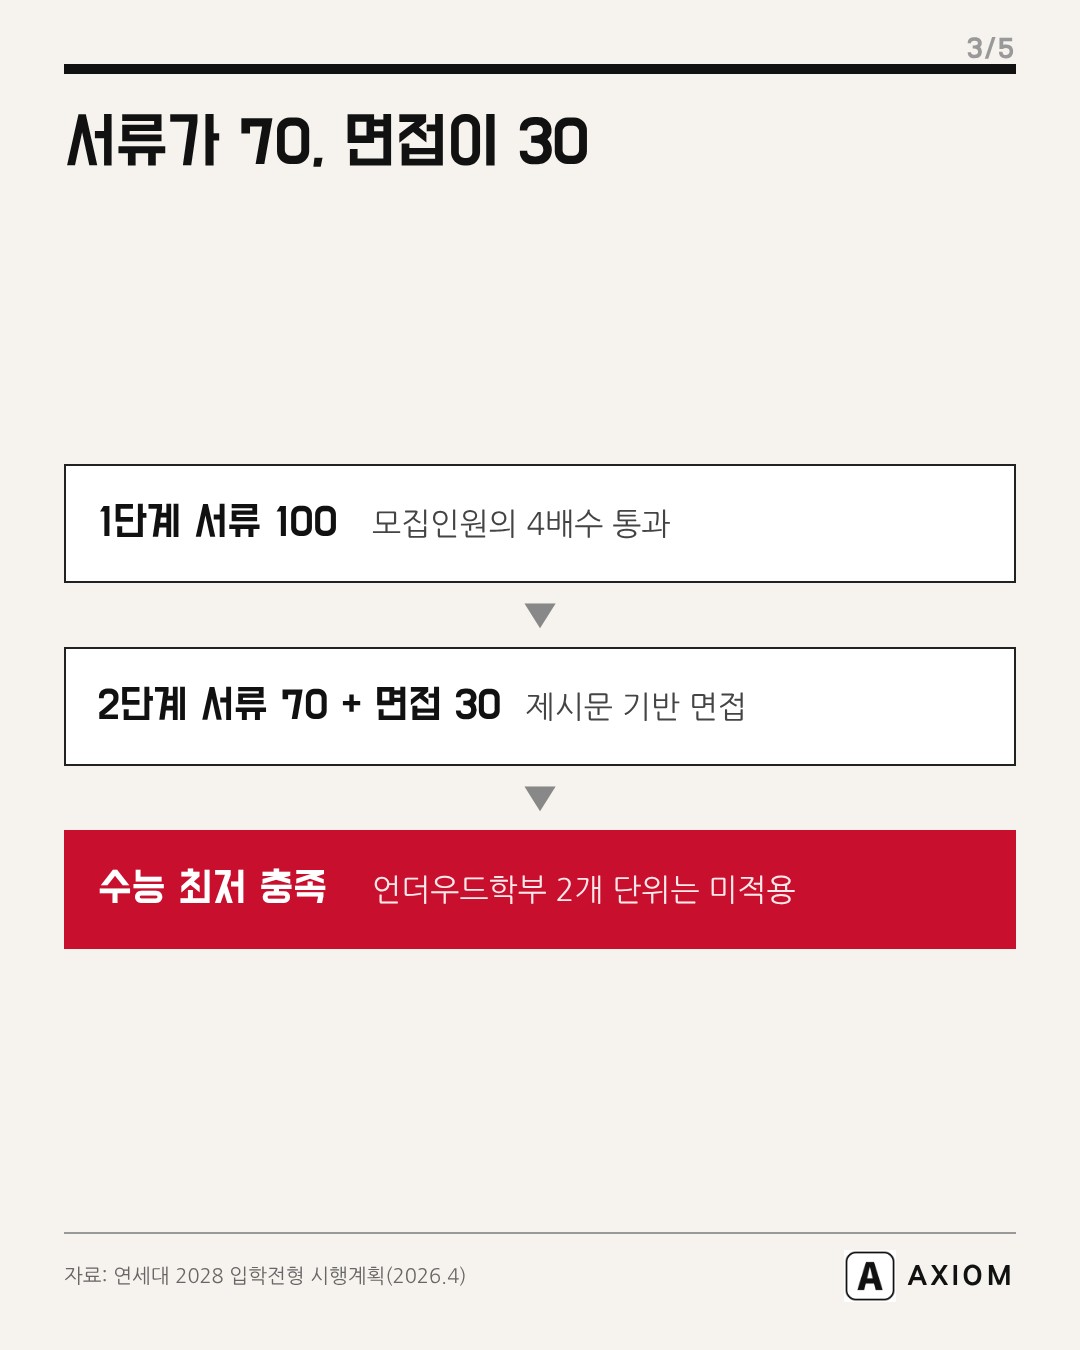 3/5
서류가 70, 면접이 30
1단계 서류 100 모집인원의 4배수 통과
2단계 서류 70 + 면접 30 제시문 기반 면접
수능 최저 충족 언더우드학부 2개 단위는 미적용
자료: 연세대 2028 입학전형 시행계획(2026.4)
A AXIOM